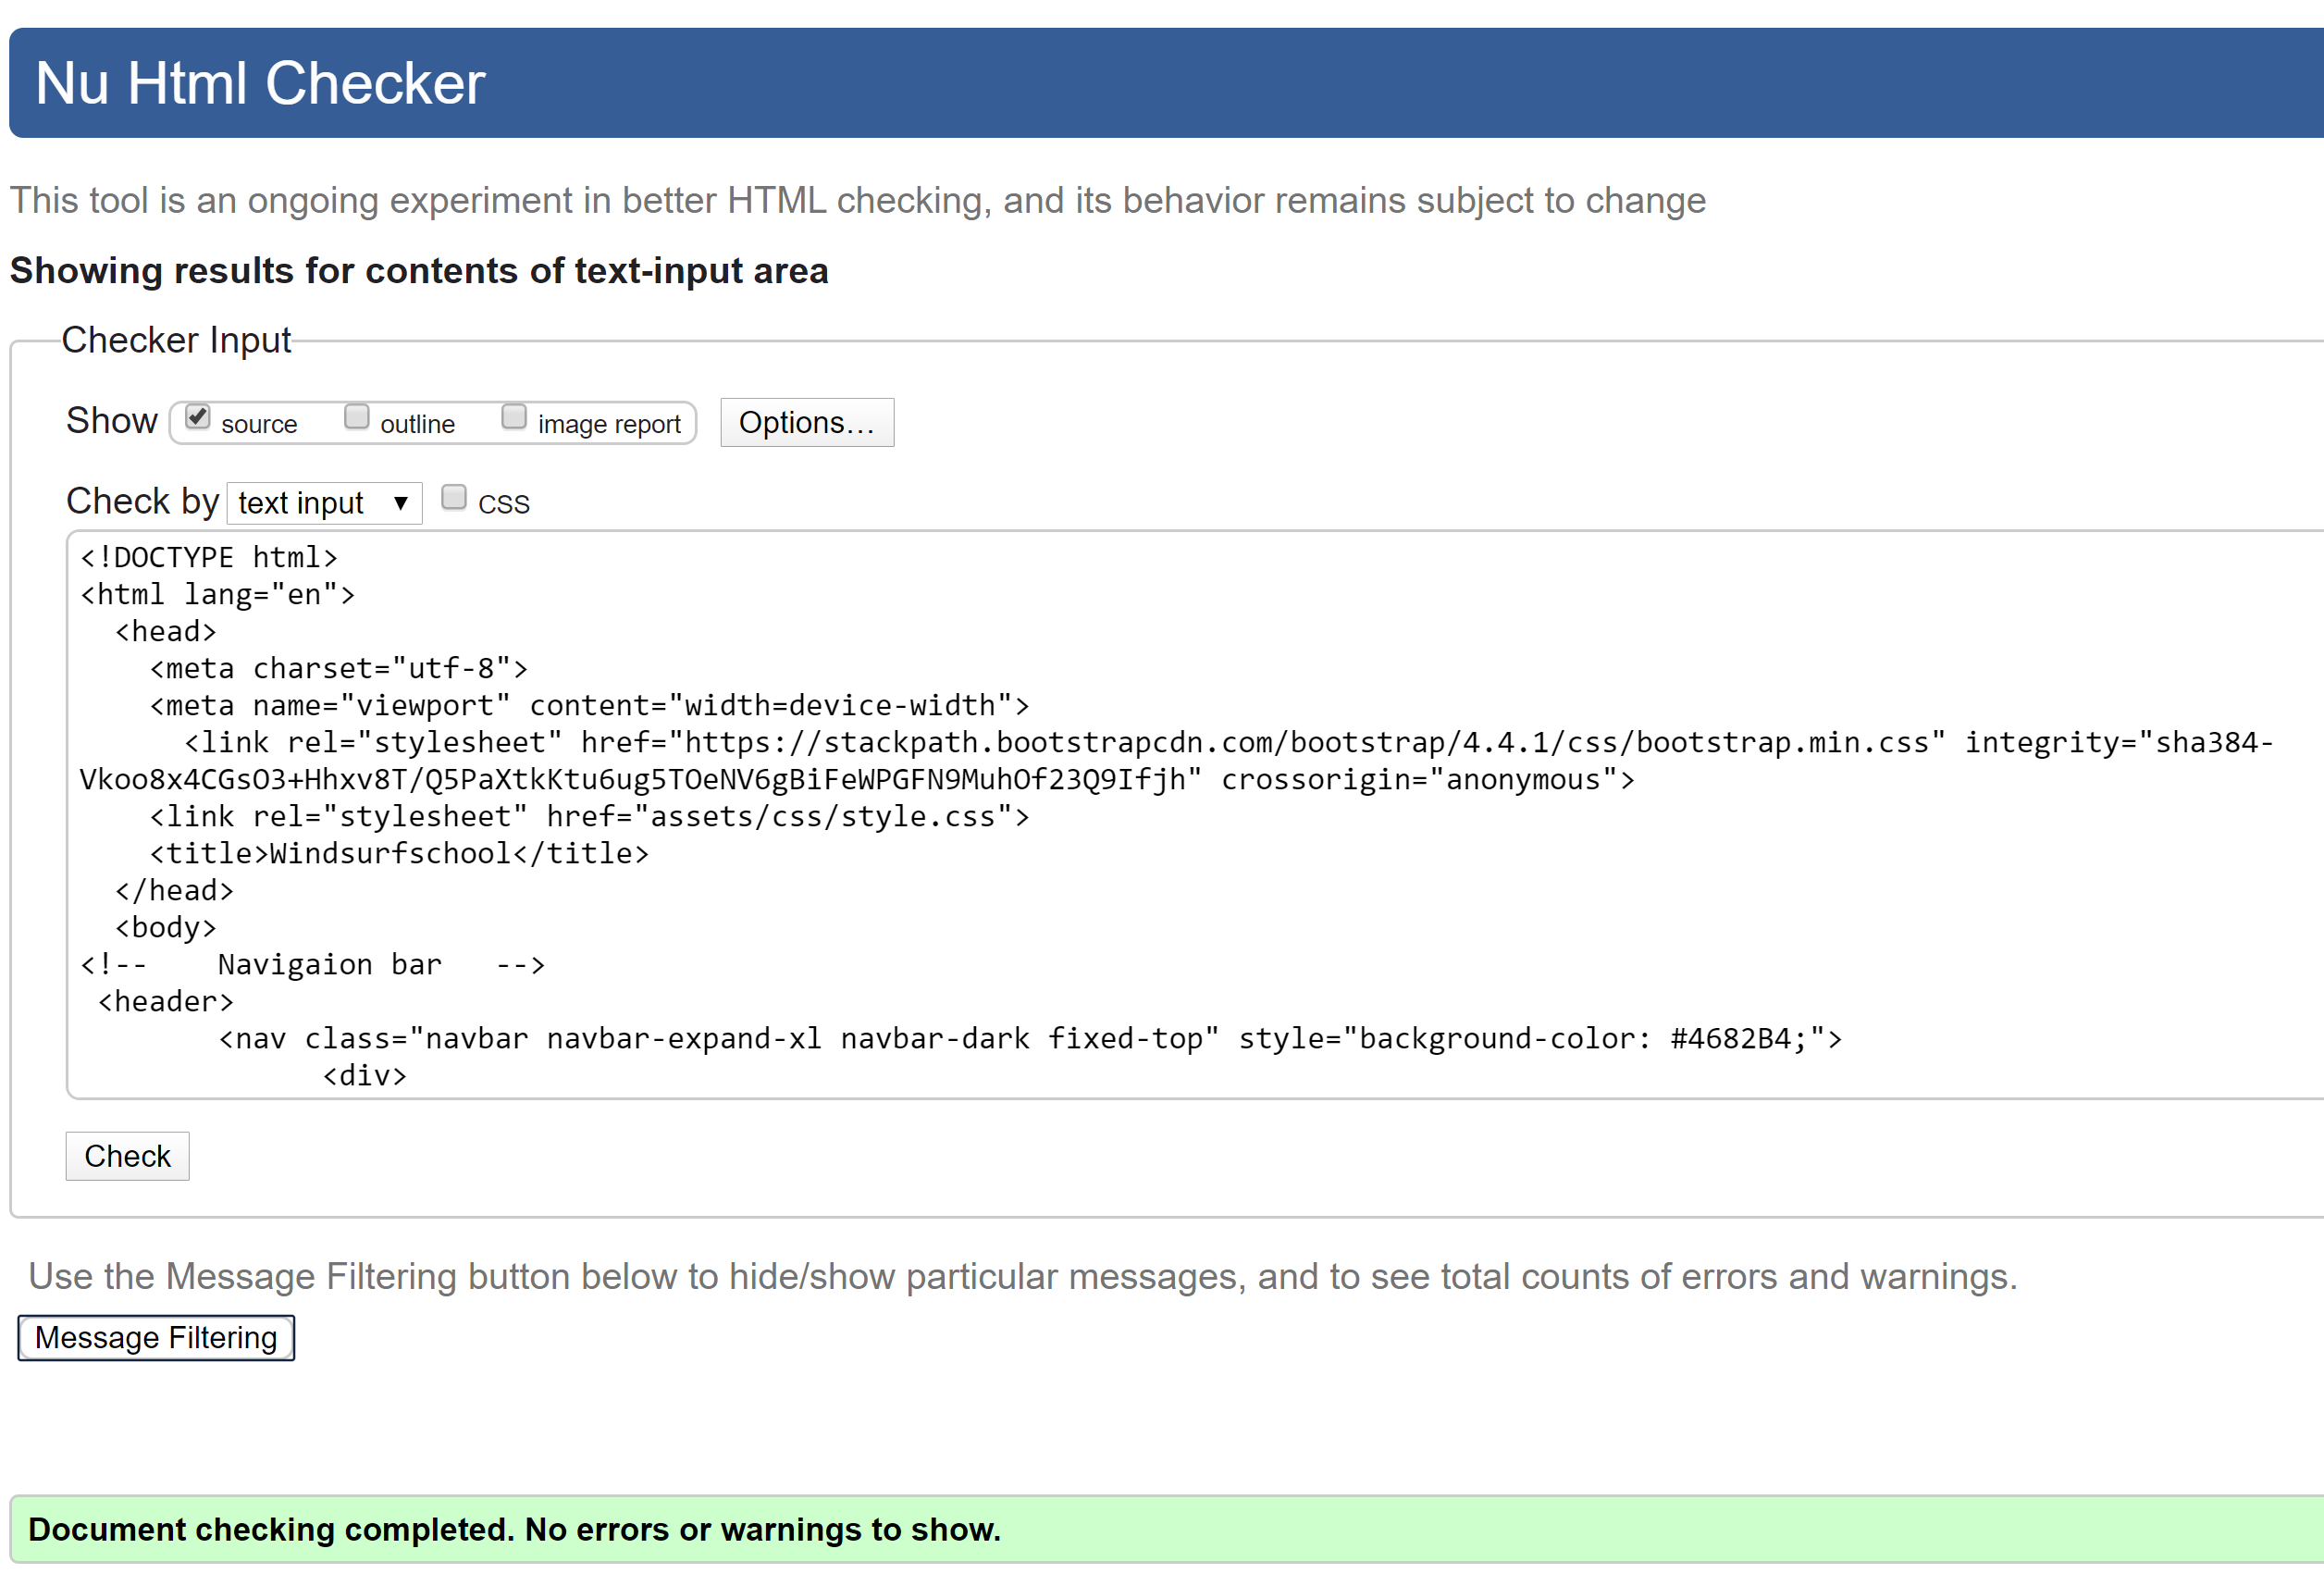 Nu Html Checker
This tool is an ongoing experiment in better HTML checking, and its behavior remains subject to change
Showing results for contents of text-input area
Checker Input
Show source outline image report Options...
Check by text input ▼ CSS
<!DOCTYPE html>
<html lang="en">
  <head>
    <meta charset="utf-8">
    <meta name="viewport" content="width=device-width">
      <link rel="stylesheet" href="https://stackpath.bootstrapcdn.com/bootstrap/4.4.1/css/bootstrap.min.css" integrity="sha384-
Vkoo8x4CGsO3+Hhxv8T/Q5PaXtkKtu6ug5TOeNV6gBiFeWPGFN9MuhOf23Q9Ifjh" crossorigin="anonymous">
    <link rel="stylesheet" href="assets/css/style.css">
    <title>Windsurfschool</title>
  </head>
  <body>
<!--    Navigaion bar   -->
 <header>
        <nav class="navbar navbar-expand-xl navbar-dark fixed-top" style="background-color: #4682B4;">
              <div>
Check
Use the Message Filtering button below to hide/show particular messages, and to see total counts of errors and warnings.
Message Filtering
Document checking completed. No errors or warnings to show.